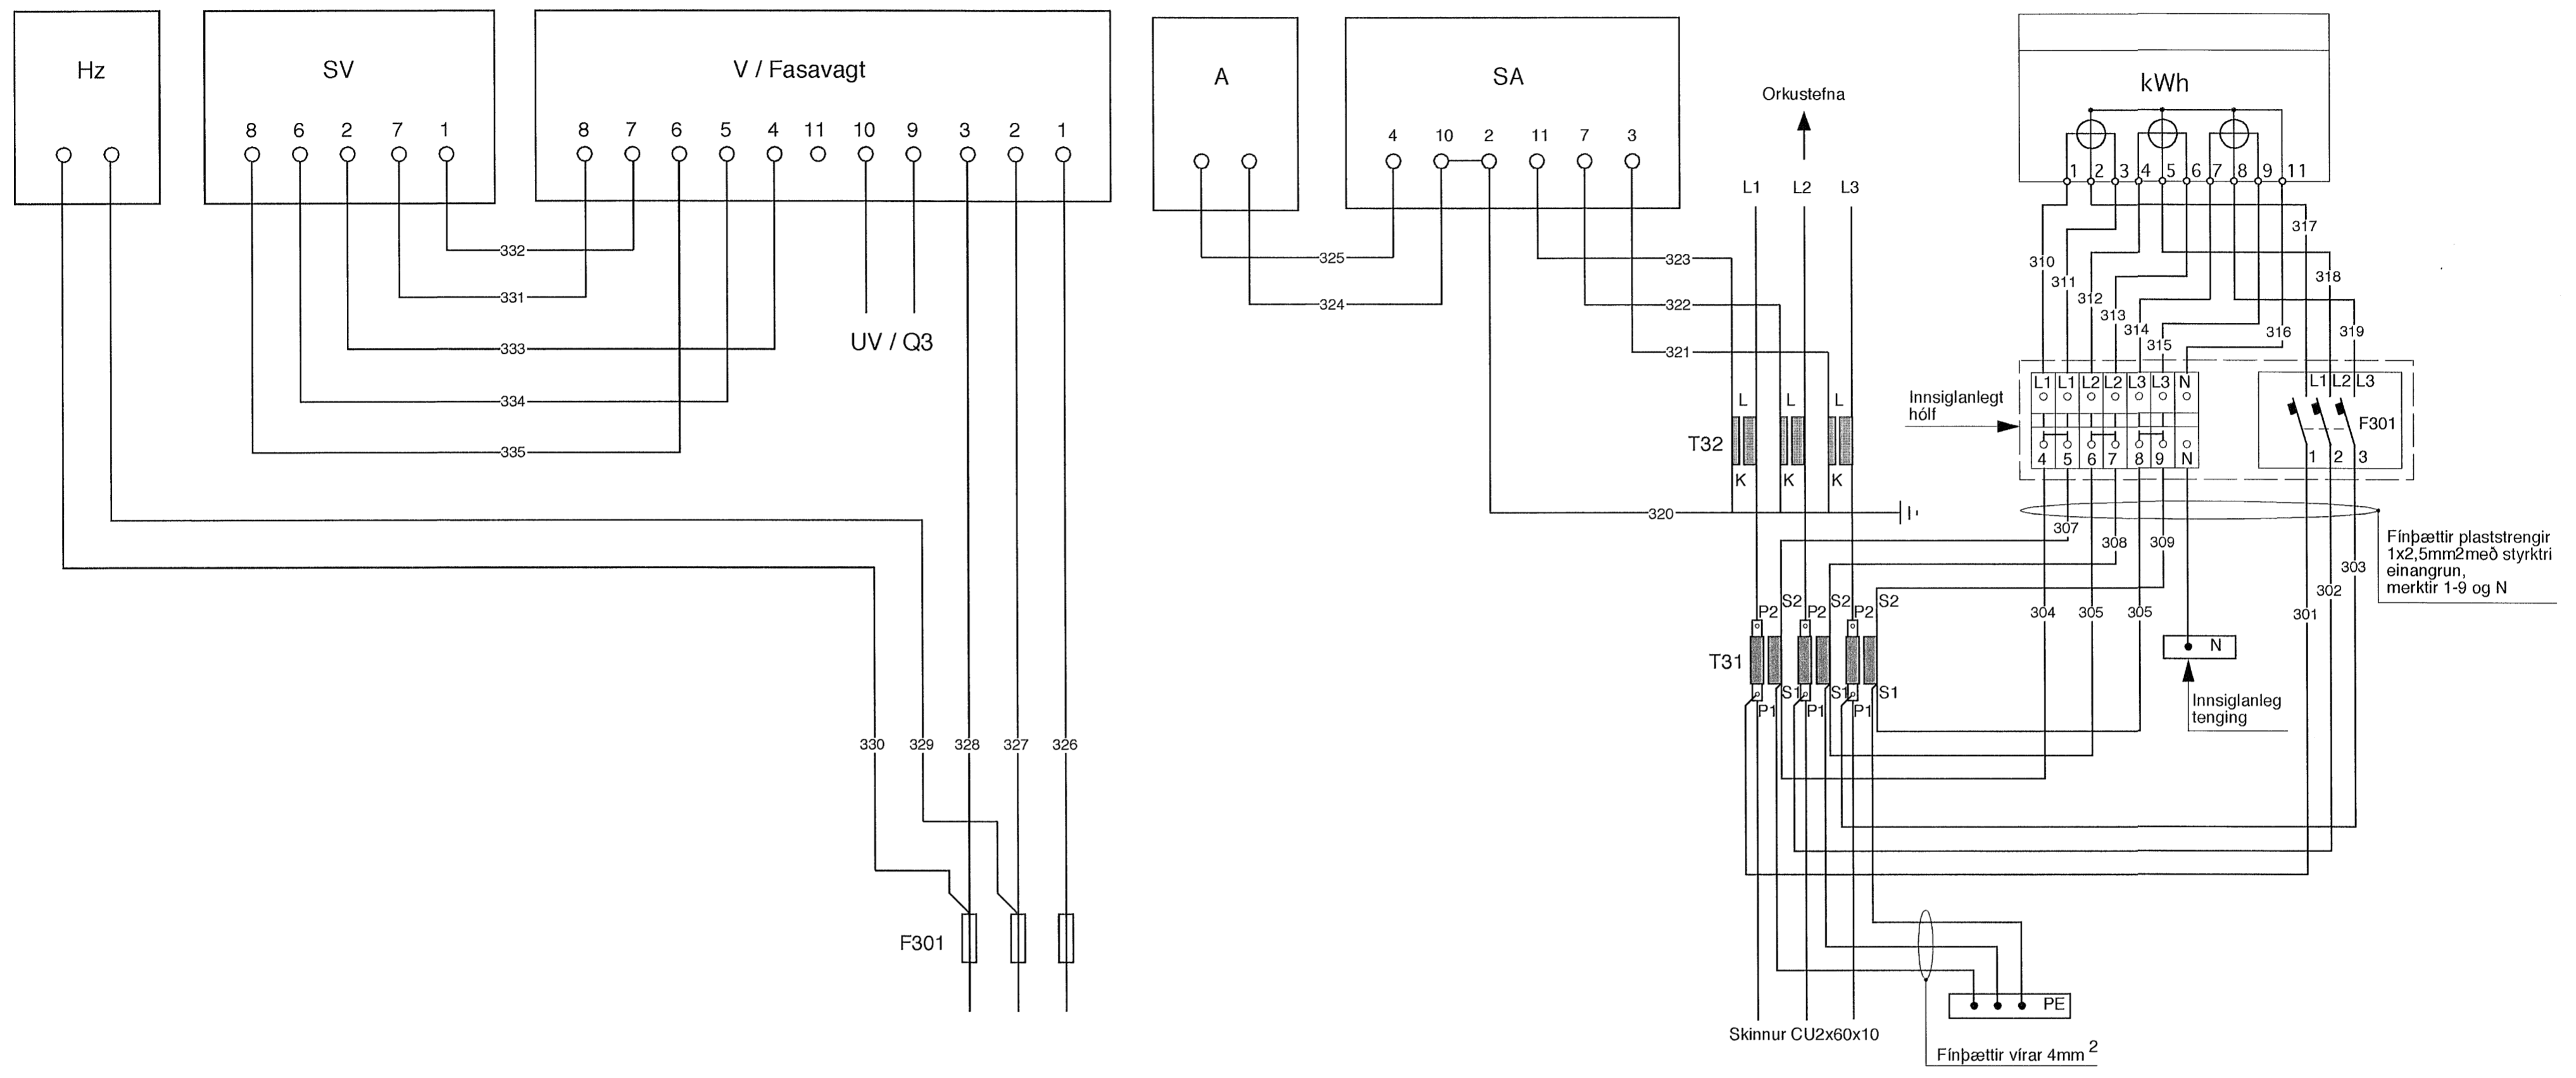 Hz
SV
8 6 2 7 1
V / Fasavagt
8 7 6 5 4 11 10 9 3 2 1
332
331
333
334
335
UV / Q3
330 329 328 327 326
F301
A
SA
4 10 2 11 7 3
325
324
323
322
321
320
Orkustefna
L1 L2 L3
L L L
T32
K K K
P2 S2 P2 S2 P2 S2
T31
S1 S1 S1
P1 P1 P1
Skinnur CU2x60x10
kWh
1 2 3 4 5 6 7 8 9 11
310
311
312
313
314
315
316
317
318
319
Innsiglanlegt
hólf
L1 L1 L2 L2 L3 L3 N
4 5 6 7 8 9 N
L1 L2 L3
F301
1 2 3
307
308
309
304 305 305
303
302
301
Fínþættir plaststrengir
1x2,5mm2með styrktri
einangrun,
merktir 1-9 og N
N
Innsiglanleg
tenging
PE
Fínþættir vírar 4mm 2